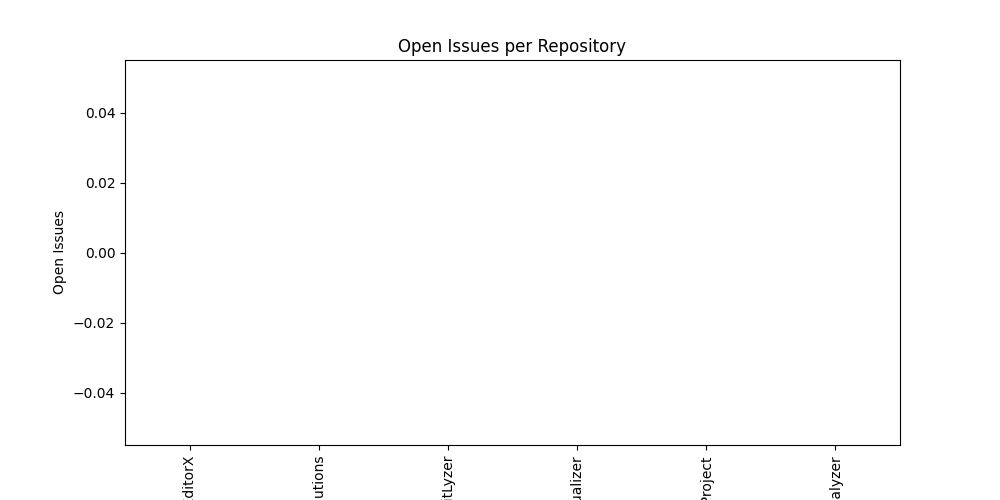 Open Issues per Repository
0.04
0.02
0.00
−0.02
−0.04
Open Issues
ditorX
utions
itLyzer
ualizer
Project
alyzer